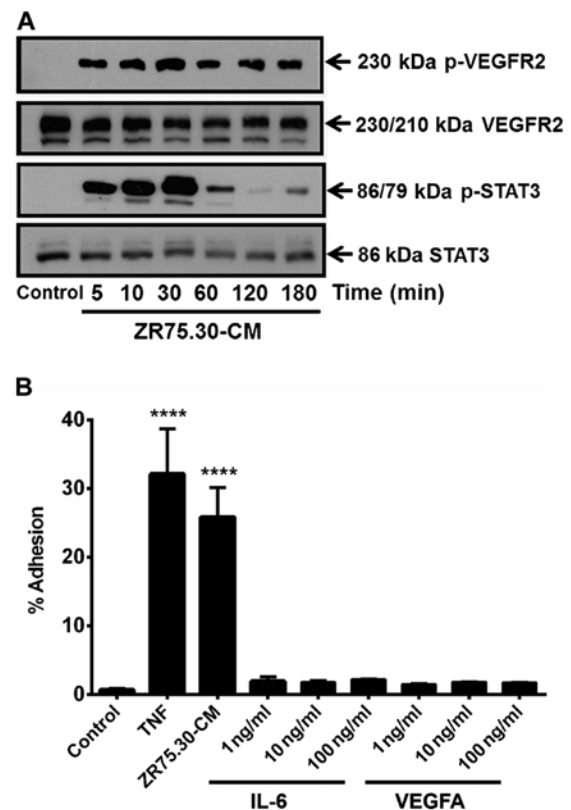 A
230 kDa p-VEGFR2
230/210 kDa VEGFR2
86/79 kDa p-STAT3
86 kDa STAT3
Control 5 10 30 60 120 180 Time (min)
ZR75.30-CM
B
% Adhesion
40
30
20
10
0
****
****
Control
TNF
ZR75.30-CM
1 ng/ml
10 ng/ml
100 ng/ml
1 ng/ml
10 ng/ml
100 ng/ml
IL-6
VEGFA